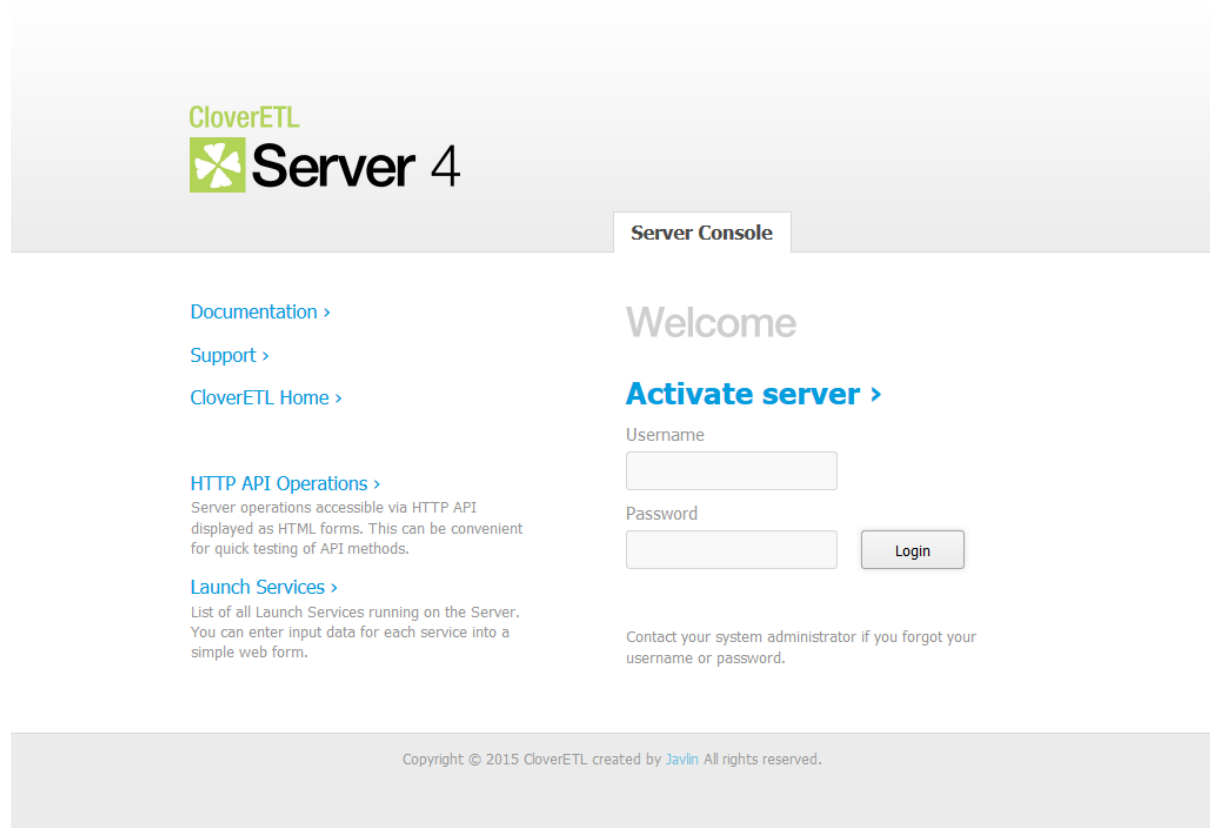 CloverETL
Server 4
Server Console
Documentation ›
Support ›
CloverETL Home ›
HTTP API Operations ›
Server operations accessible via HTTP API
displayed as HTML forms. This can be convenient
for quick testing of API methods.
Launch Services ›
List of all Launch Services running on the Server.
You can enter input data for each service into a
simple web form.
Welcome
Activate server ›
Username
Password
Login
Contact your system administrator if you forgot your
username or password.
Copyright © 2015 CloverETL created by Javlin All rights reserved.